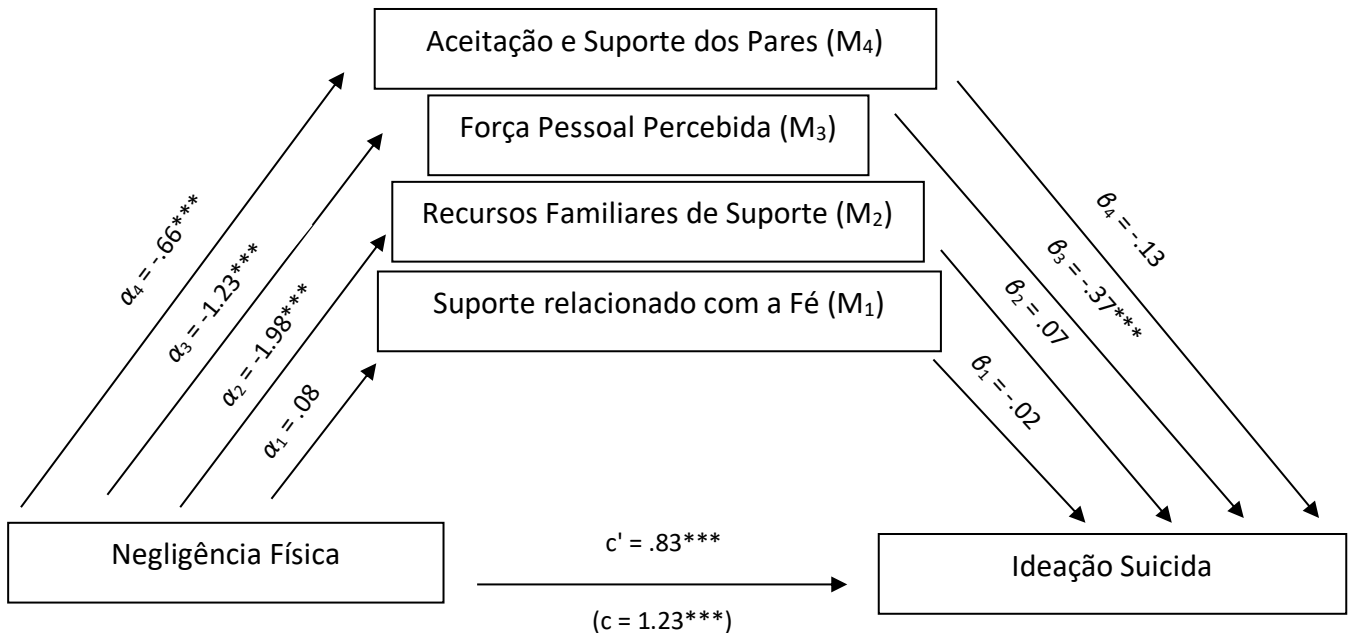 Aceitação e Suporte dos Pares (M₄)
Força Pessoal Percebida (M₃)
Recursos Familiares de Suporte (M₂)
Suporte relacionado com a Fé (M₁)
α₄ = -.66***
α₃ = -1.23***
α₂ = -1.98***
α₁ = .08
β₄ = -.13
β₃ = -.37***
β₂ = .07
β₁ = -.02
Negligência Física
c' = .83***
(c = 1.23***)
Ideação Suicida